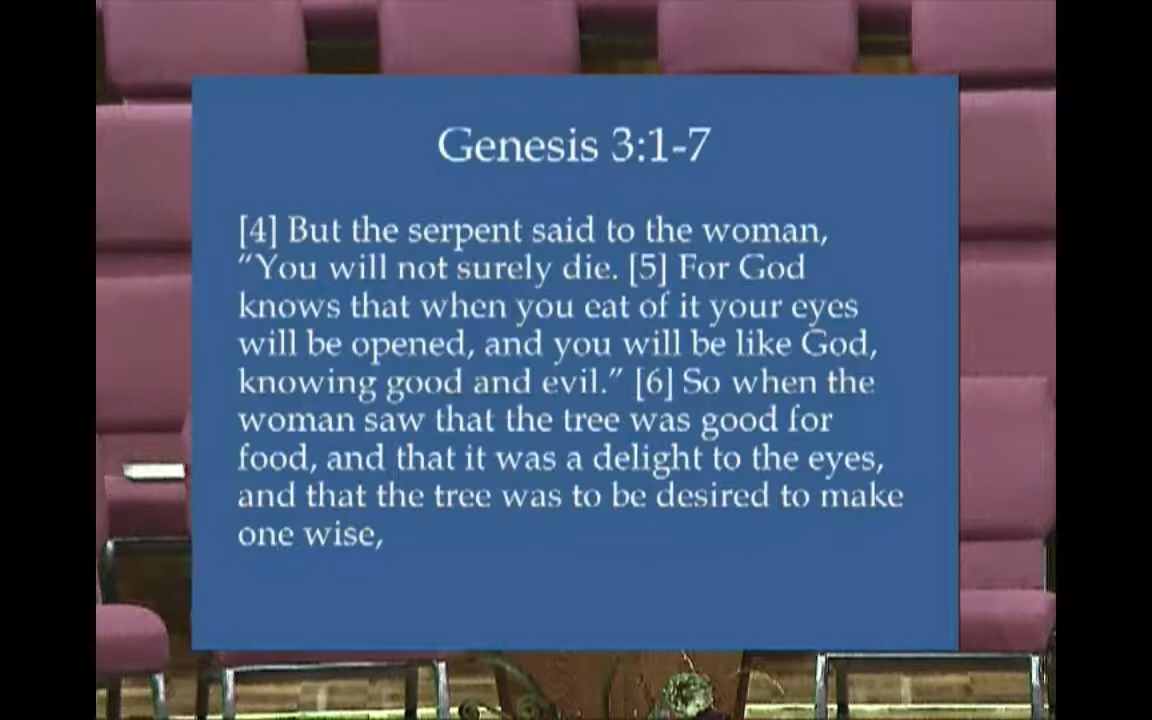 Genesis 3:1-7
[4] But the serpent said to the woman,
“You will not surely die. [5] For God
knows that when you eat of it your eyes
will be opened, and you will be like God,
knowing good and evil.” [6] So when the
woman saw that the tree was good for
food, and that it was a delight to the eyes,
and that the tree was to be desired to make
one wise,